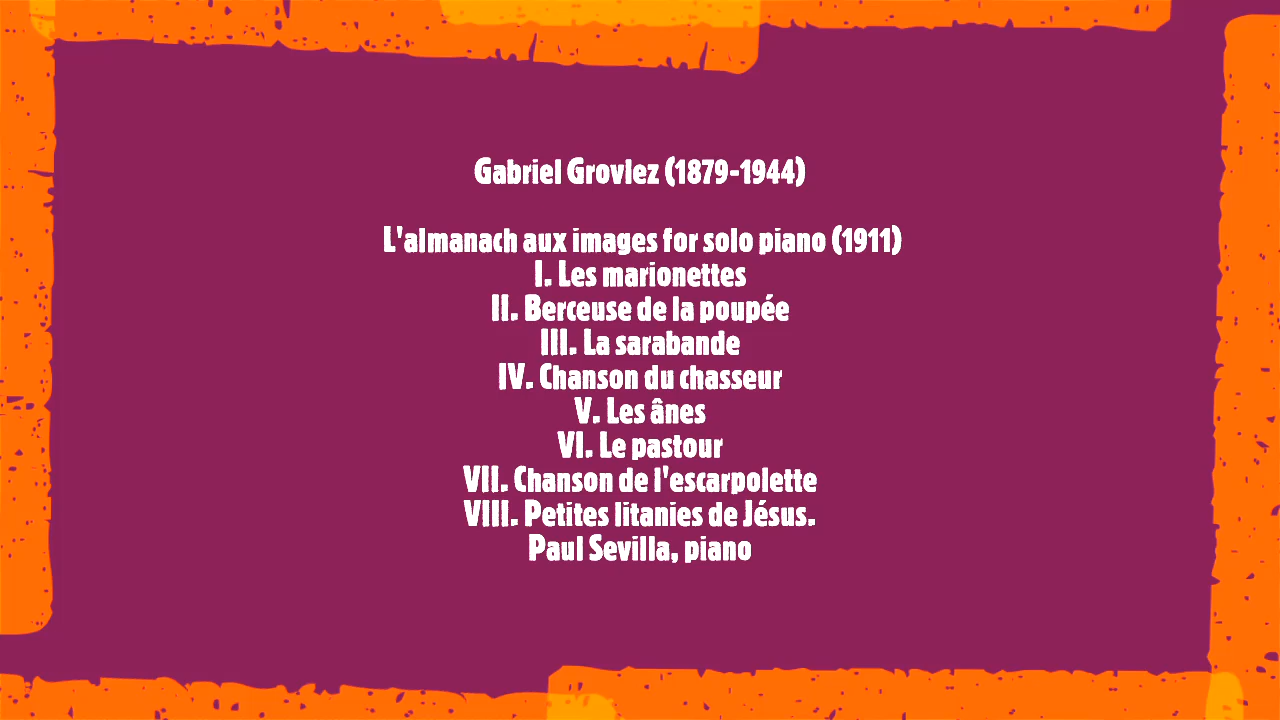 Gabriel Grovlez (1879-1944)
L'almanach aux images for solo piano (1911)
I. Les marionettes
II. Berceuse de la poupée
III. La sarabande
IV. Chanson du chasseur
V. Les ânes
VI. Le pastour
VII. Chanson de l'escarpolette
VIII. Petites litanies de Jésus.
Paul Sevilla, piano